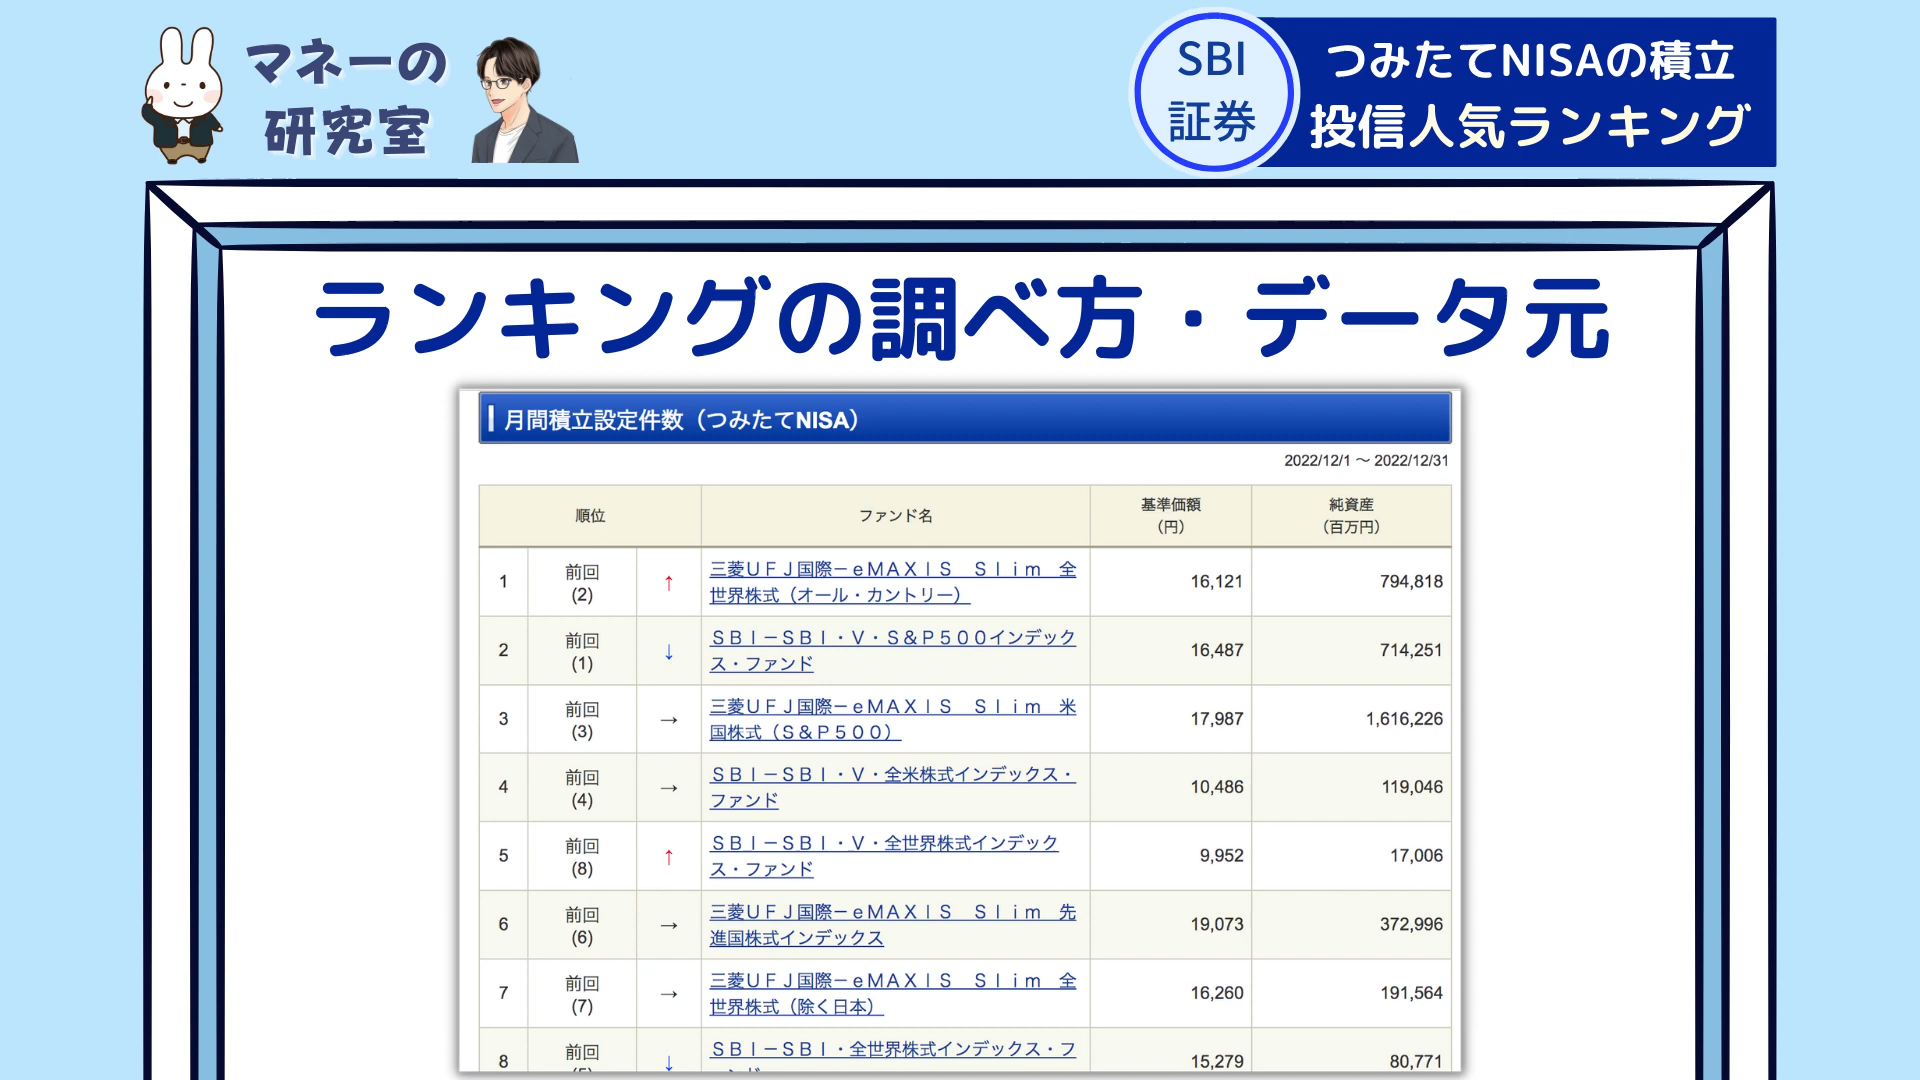 マネーの
研究室
SBI
証券
つみたてNISAの積立
投信人気ランキング
ランキングの調べ方・データ元
月間積立設定件数（つみたてNISA）
2022/12/1 ～ 2022/12/31
順位
ファンド名
基準価額
（円）
純資産
（百万円）
1
前回
(2)
↑
三菱ＵＦＪ国際－ｅＭＡＸＩＳ　Ｓｌｉｍ　全
世界株式（オール・カントリー）
16,121
794,818
2
前回
(1)
↓
ＳＢＩ－ＳＢＩ・Ｖ・Ｓ＆Ｐ５００インデック
ス・ファンド
16,487
714,251
3
前回
(3)
→
三菱ＵＦＪ国際－ｅＭＡＸＩＳ　Ｓｌｉｍ　米
国株式（Ｓ＆Ｐ５００）
17,987
1,616,226
4
前回
(4)
→
ＳＢＩ－ＳＢＩ・Ｖ・全米株式インデックス・
ファンド
10,486
119,046
5
前回
(8)
↑
ＳＢＩ－ＳＢＩ・Ｖ・全世界株式インデック
ス・ファンド
9,952
17,006
6
前回
(6)
→
三菱ＵＦＪ国際－ｅＭＡＸＩＳ　Ｓｌｉｍ　先
進国株式インデックス
19,073
372,996
7
前回
(7)
→
三菱ＵＦＪ国際－ｅＭＡＸＩＳ　Ｓｌｉｍ　全
世界株式（除く日本）
16,260
191,564
8
前回
↓
ＳＢＩ－ＳＢＩ・全世界株式インデックス・フ
15,279
80,771